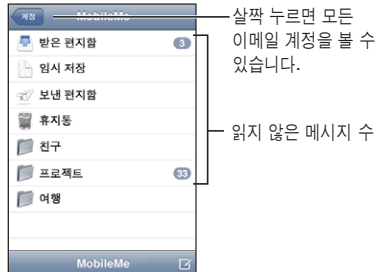 계정
MobileMe
받은 편지함 3
임시 저장
보낸 편지함
휴지통
친구
프로젝트 33
여행
MobileMe
살짝 누르면 모든
이메일 계정을 볼 수
있습니다.
읽지 않은 메시지 수